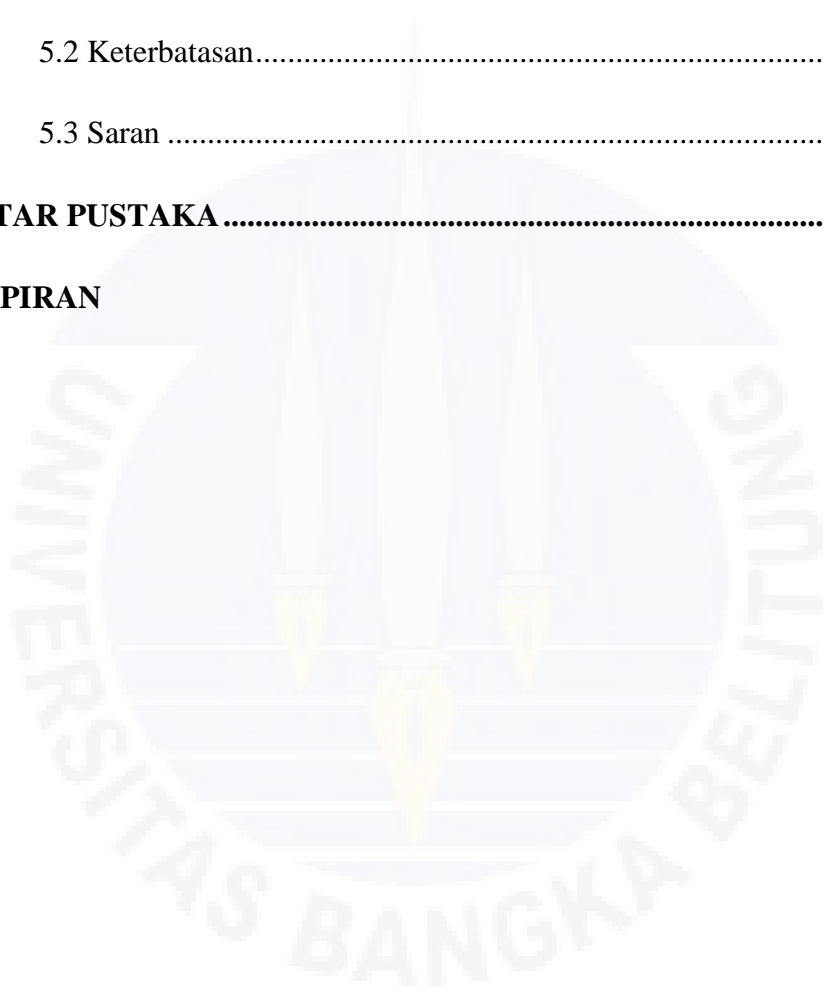 5.2 Keterbatasan......................................................................
5.3 Saran .................................................................................
TAR PUSTAKA ............................................................................
PIRAN
UNIVERSITAS BANGKA BELITUNG